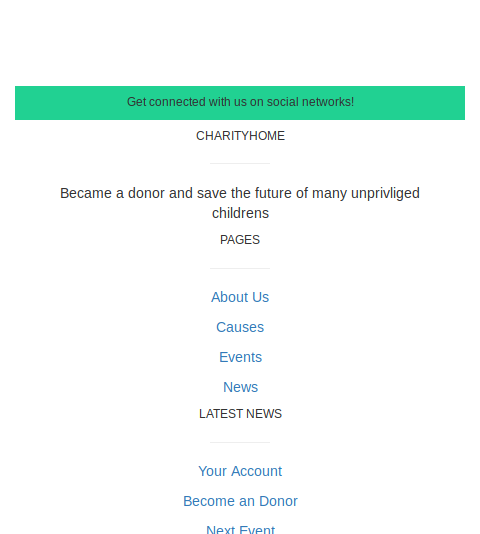 Get connected with us on social networks!
CHARITYHOME
Became a donor and save the future of many unprivliged
childrens
PAGES
About Us
Causes
Events
News
LATEST NEWS
Your Account
Become an Donor
Next Event